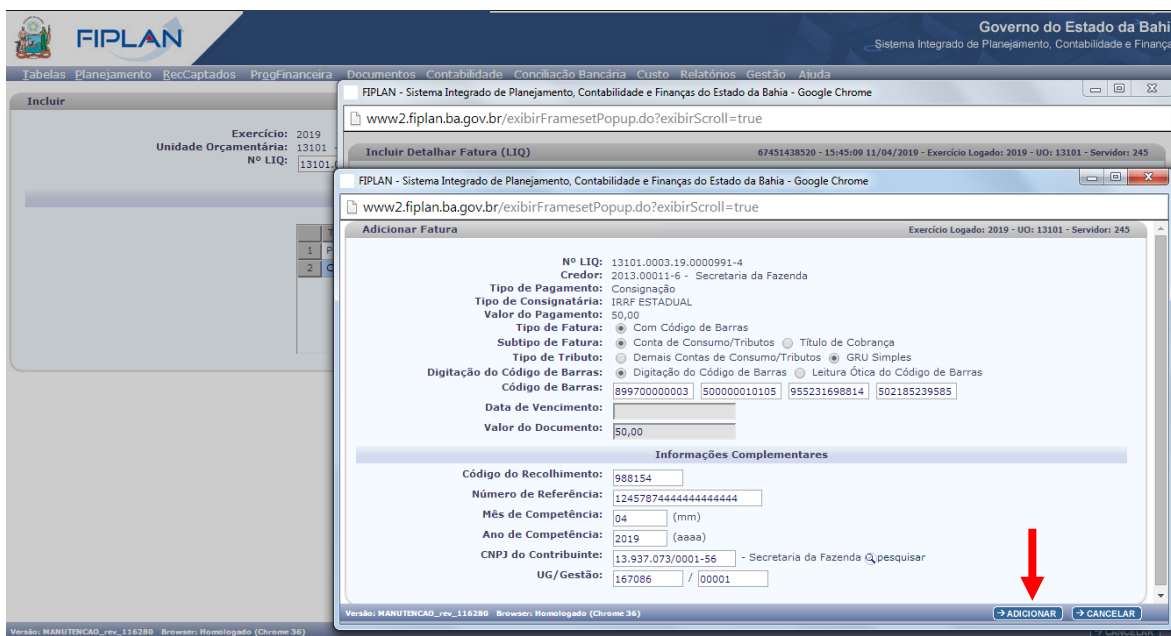 FIPLAN
Governo do Estado da Bahi
Sistema Integrado de Planejamento, Contabilidade e Finança
Tabelas Planejamento RecCaptados ProgFinanceira Documentos Contabilidade Conciliação Bancária Custo Relatórios Gestão Ajuda
Incluir
Exercício: 2019
Unidade Orçamentária: 13101
Nº LIQ: 13101.
1 P
2 C
FIPLAN - Sistema Integrado de Planejamento, Contabilidade e Finanças do Estado da Bahia - Google Chrome
www2.fiplan.ba.gov.br/exibirFramesetPopup.do?exibirScroll=true
Incluir Detalhar Fatura (LIQ) 67451438520 - 15:45:09 11/04/2019 - Exercício Logado: 2019 - UO: 13101 - Servidor: 245
FIPLAN - Sistema Integrado de Planejamento, Contabilidade e Finanças do Estado da Bahia - Google Chrome
www2.fiplan.ba.gov.br/exibirFramesetPopup.do?exibirScroll=true
Adicionar Fatura Exercício Logado: 2019 - UO: 13101 - Servidor: 245
Nº LIQ: 13101.0003.19.0000991-4
Credor: 2013.00011-6 - Secretaria da Fazenda
Tipo de Pagamento: Consignação
Tipo de Consignatária: IRRF ESTADUAL
Valor do Pagamento: 50,00
Tipo de Fatura: Com Código de Barras
Subtipo de Fatura: Conta de Consumo/Tributos Título de Cobrança
Tipo de Tributo: Demais Contas de Consumo/Tributos GRU Simples
Digitação do Código de Barras: Digitação do Código de Barras Leitura Ótica do Código de Barras
Código de Barras: 899700000003 500000010105 955231698814 502185239585
Data de Vencimento:
Valor do Documento: 50,00
Informações Complementares
Código do Recolhimento: 988154
Número de Referência: 12457874444444444444
Mês de Competência: 04 (mm)
Ano de Competência: 2019 (aaaa)
CNPJ do Contribuinte: 13.937.073/0001-56 - Secretaria da Fazenda pesquisar
UG/Gestão: 167086 / 00001
Versão: MANUTENCAO_rev_116280 Browser: Homologado (Chrome 36) ADICIONAR CANCELAR
Versão: MANUTENCAO_rev_116280 Browser: Homologado (Chrome 36) CANCELAR